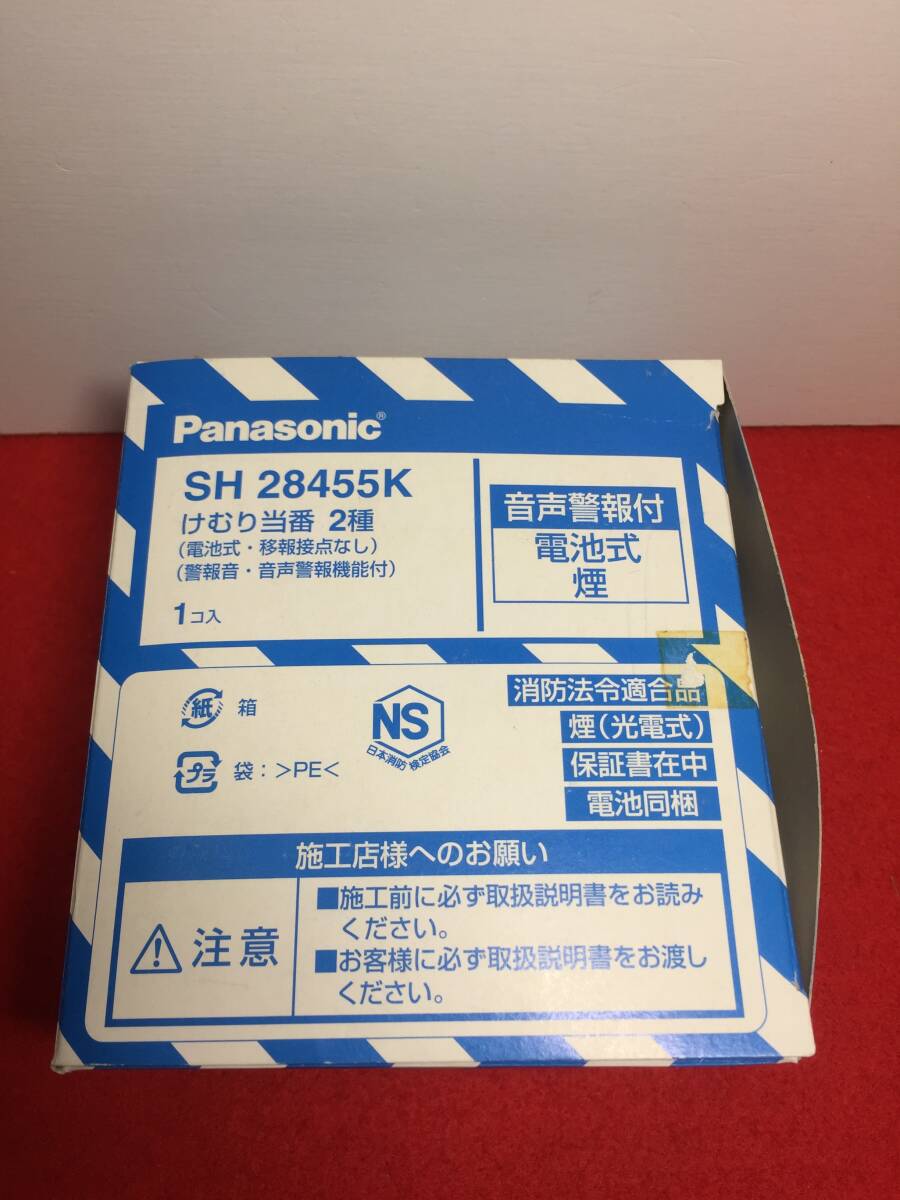 Panasonic®
SH 28455K
けむり当番 2種
(電池式・移報接点なし)
(警報音・音声警報機能付)
1コ入
音声警報付
電池式
煙
紙 箱
プラ 袋：>PE<
NS
日本消防検定協会
消防法令適合品
煙(光電式)
保証書在中
電池同梱
施工店様へのお願い
注意
■施工前に必ず取扱説明書をお読み
ください。
■お客様に必ず取扱説明書をお渡し
ください。